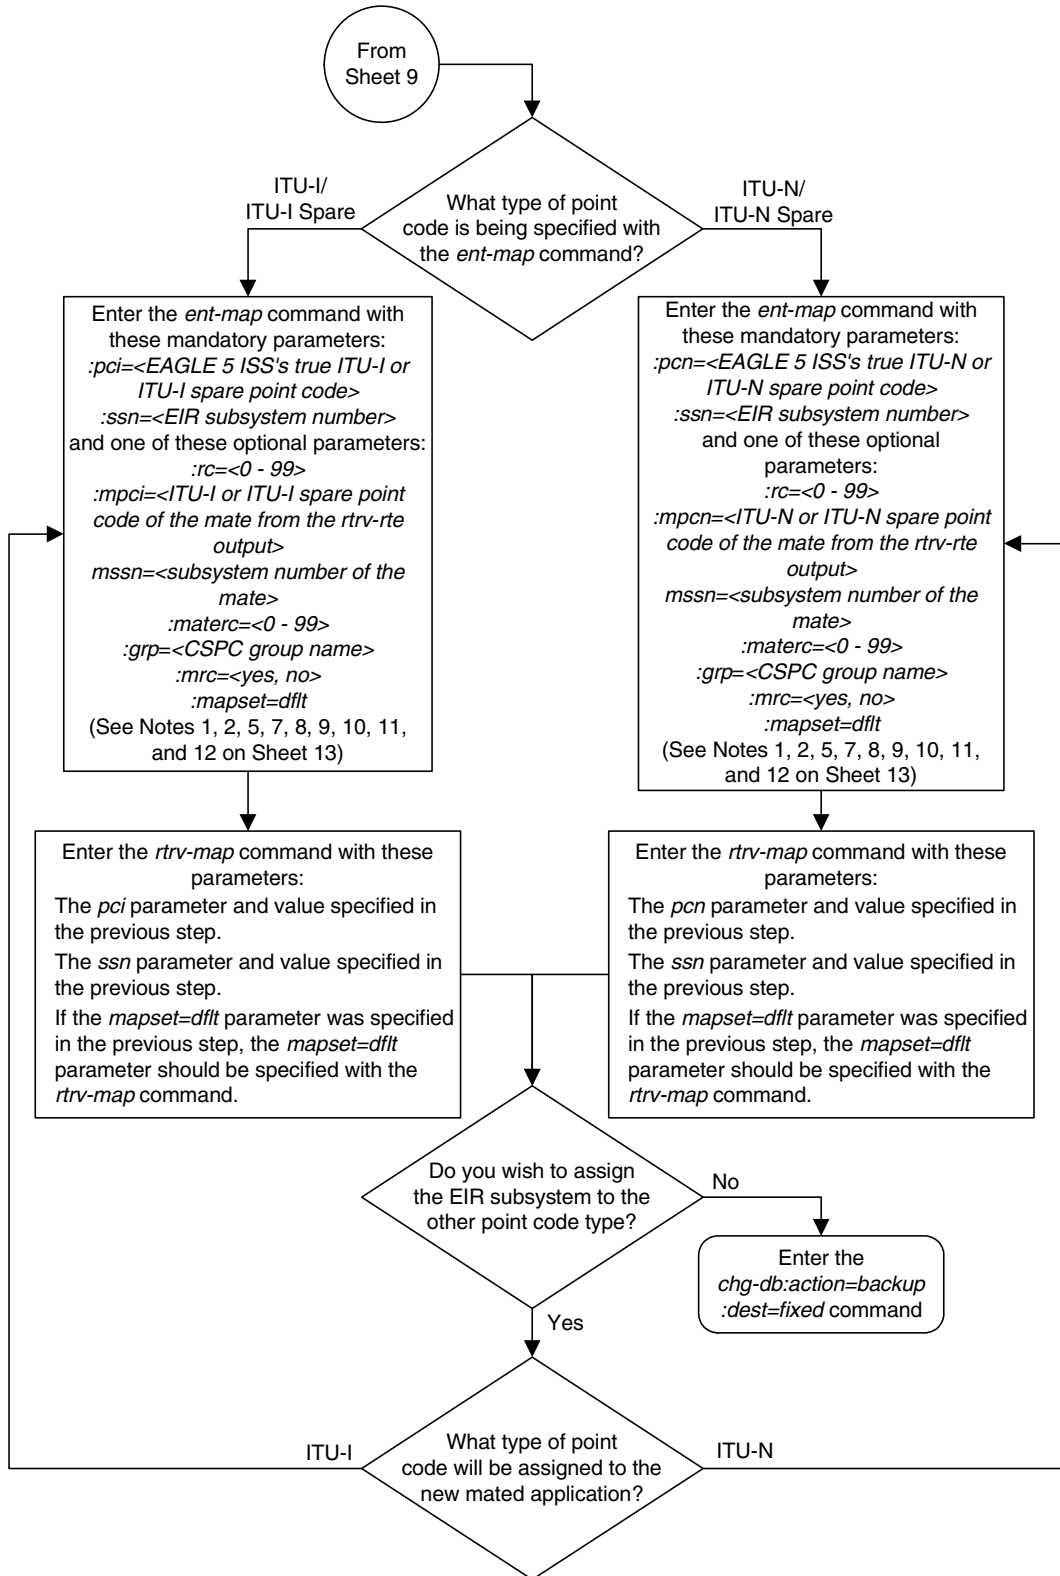 From
Sheet 9
What type of point
code is being specified with
the ent-map command?
ITU-I/
ITU-I Spare
ITU-N/
ITU-N Spare
Enter the ent-map command with
these mandatory parameters:
:pci=<EAGLE 5 ISS's true ITU-I or
ITU-I spare point code>
:ssn=<EIR subsystem number>
and one of these optional parameters:
:rc=<0 - 99>
:mpci=<ITU-I or ITU-I spare point
code of the mate from the rtrv-rte
output>
mssn=<subsystem number of the
mate>
:materc=<0 - 99>
:grp=<CSPC group name>
:mrc=<yes, no>
:mapset=dflt
(See Notes 1, 2, 5, 7, 8, 9, 10, 11,
and 12 on Sheet 13)
Enter the ent-map command with
these mandatory parameters:
:pcn=<EAGLE 5 ISS's true ITU-N or
ITU-N spare point code>
:ssn=<EIR subsystem number>
and one of these optional
parameters:
:rc=<0 - 99>
:mpcn=<ITU-N or ITU-N spare point
code of the mate from the rtrv-rte
output>
mssn=<subsystem number of the
mate>
:materc=<0 - 99>
:grp=<CSPC group name>
:mrc=<yes, no>
:mapset=dflt
(See Notes 1, 2, 5, 7, 8, 9, 10, 11,
and 12 on Sheet 13)
Enter the rtrv-map command with these
parameters:
The pci parameter and value specified in
the previous step.
The ssn parameter and value specified in
the previous step.
If the mapset=dflt parameter was specified
in the previous step, the mapset=dflt
parameter should be specified with the
rtrv-map command.
Enter the rtrv-map command with these
parameters:
The pcn parameter and value specified in
the previous step.
The ssn parameter and value specified in
the previous step.
If the mapset=dflt parameter was specified
in the previous step, the mapset=dflt
parameter should be specified with the
rtrv-map command.
Do you wish to assign
the EIR subsystem to the
other point code type?
No
Enter the
chg-db:action=backup
:dest=fixed command
Yes
What type of point
code will be assigned to the
new mated application?
ITU-I
ITU-N